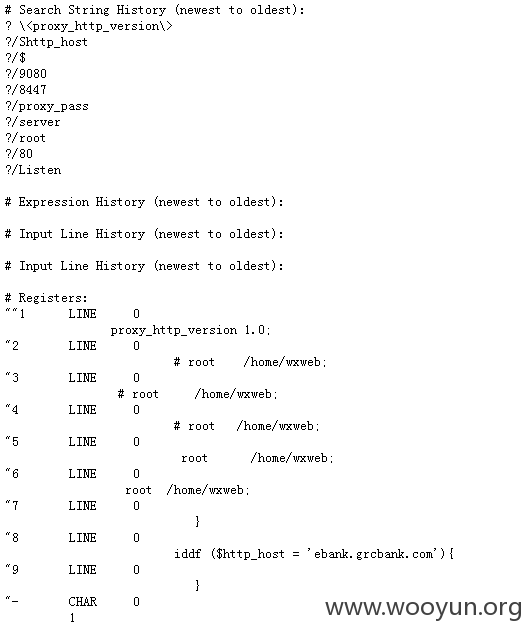 # Search String History (newest to oldest):
? \<proxy_http_version\>
?/Shttp_host
?/$
?/9080
?/8447
?/proxy_pass
?/server
?/root
?/80
?/Listen
# Expression History (newest to oldest):
# Input Line History (newest to oldest):
# Input Line History (newest to oldest):
# Registers:
""1 LINE 0
proxy_http_version 1.0;
"2 LINE 0
# root /home/wxweb;
"3 LINE 0
# root /home/wxweb;
"4 LINE 0
# root /home/wxweb;
"5 LINE 0
root /home/wxweb;
"6 LINE 0
root /home/wxweb;
"7 LINE 0
}
"8 LINE 0
iddf ($http_host = 'ebank.grcbank.com'){
"9 LINE 0
}
"- CHAR 0
1
www.wooyun.org